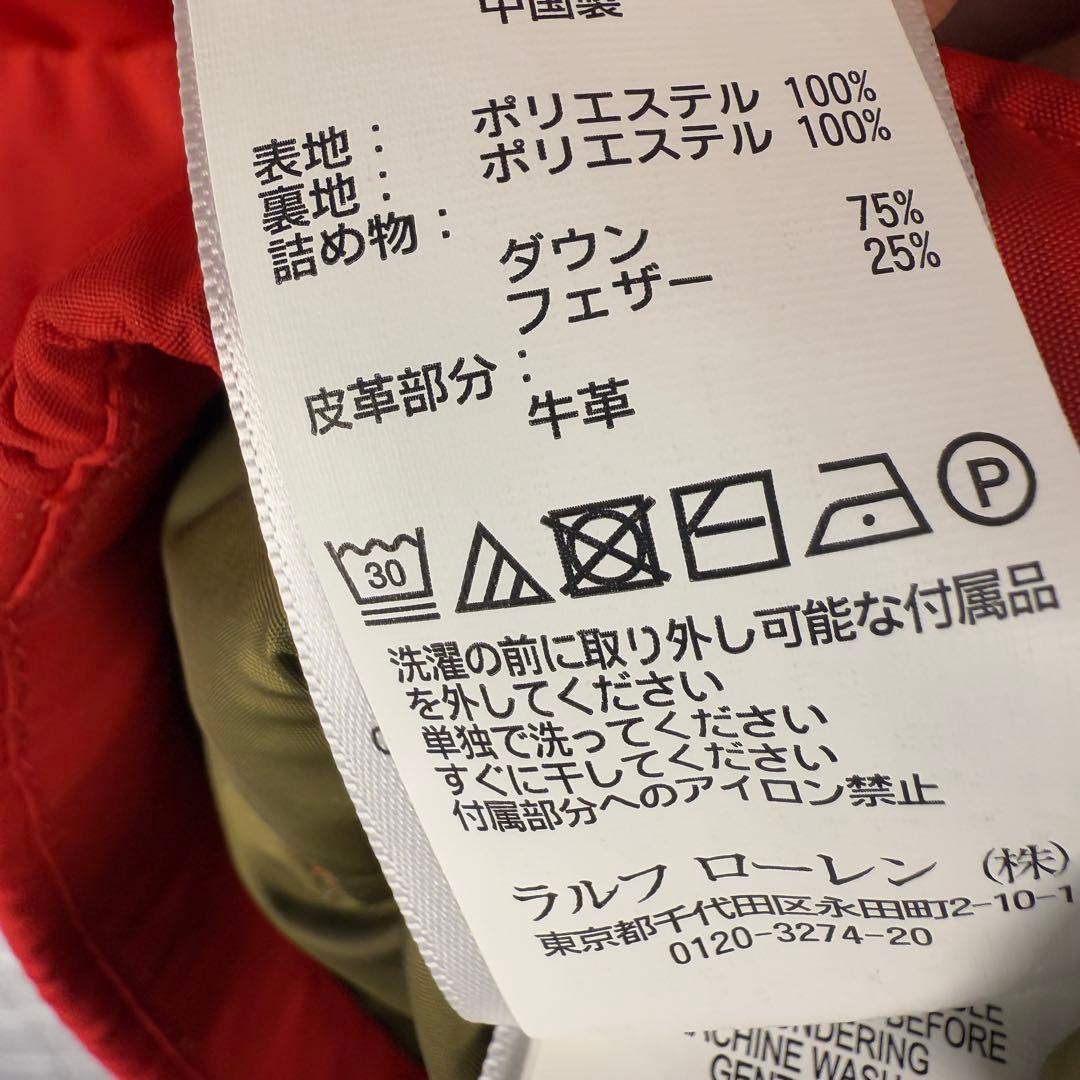 中国製
表地： ポリエステル 100%
裏地： ポリエステル 100%
詰め物：
ダウン 75%
フェザー 25%
皮革部分：
牛革
30 P
洗濯の前に取り外し可能な付属品
を外してください
単独で洗ってください
すぐに干してください
付属部分へのアイロン禁止
ラルフ ローレン (株)
東京都千代田区永田町2-10-1
0120-3274-20
BEFORE
WASH